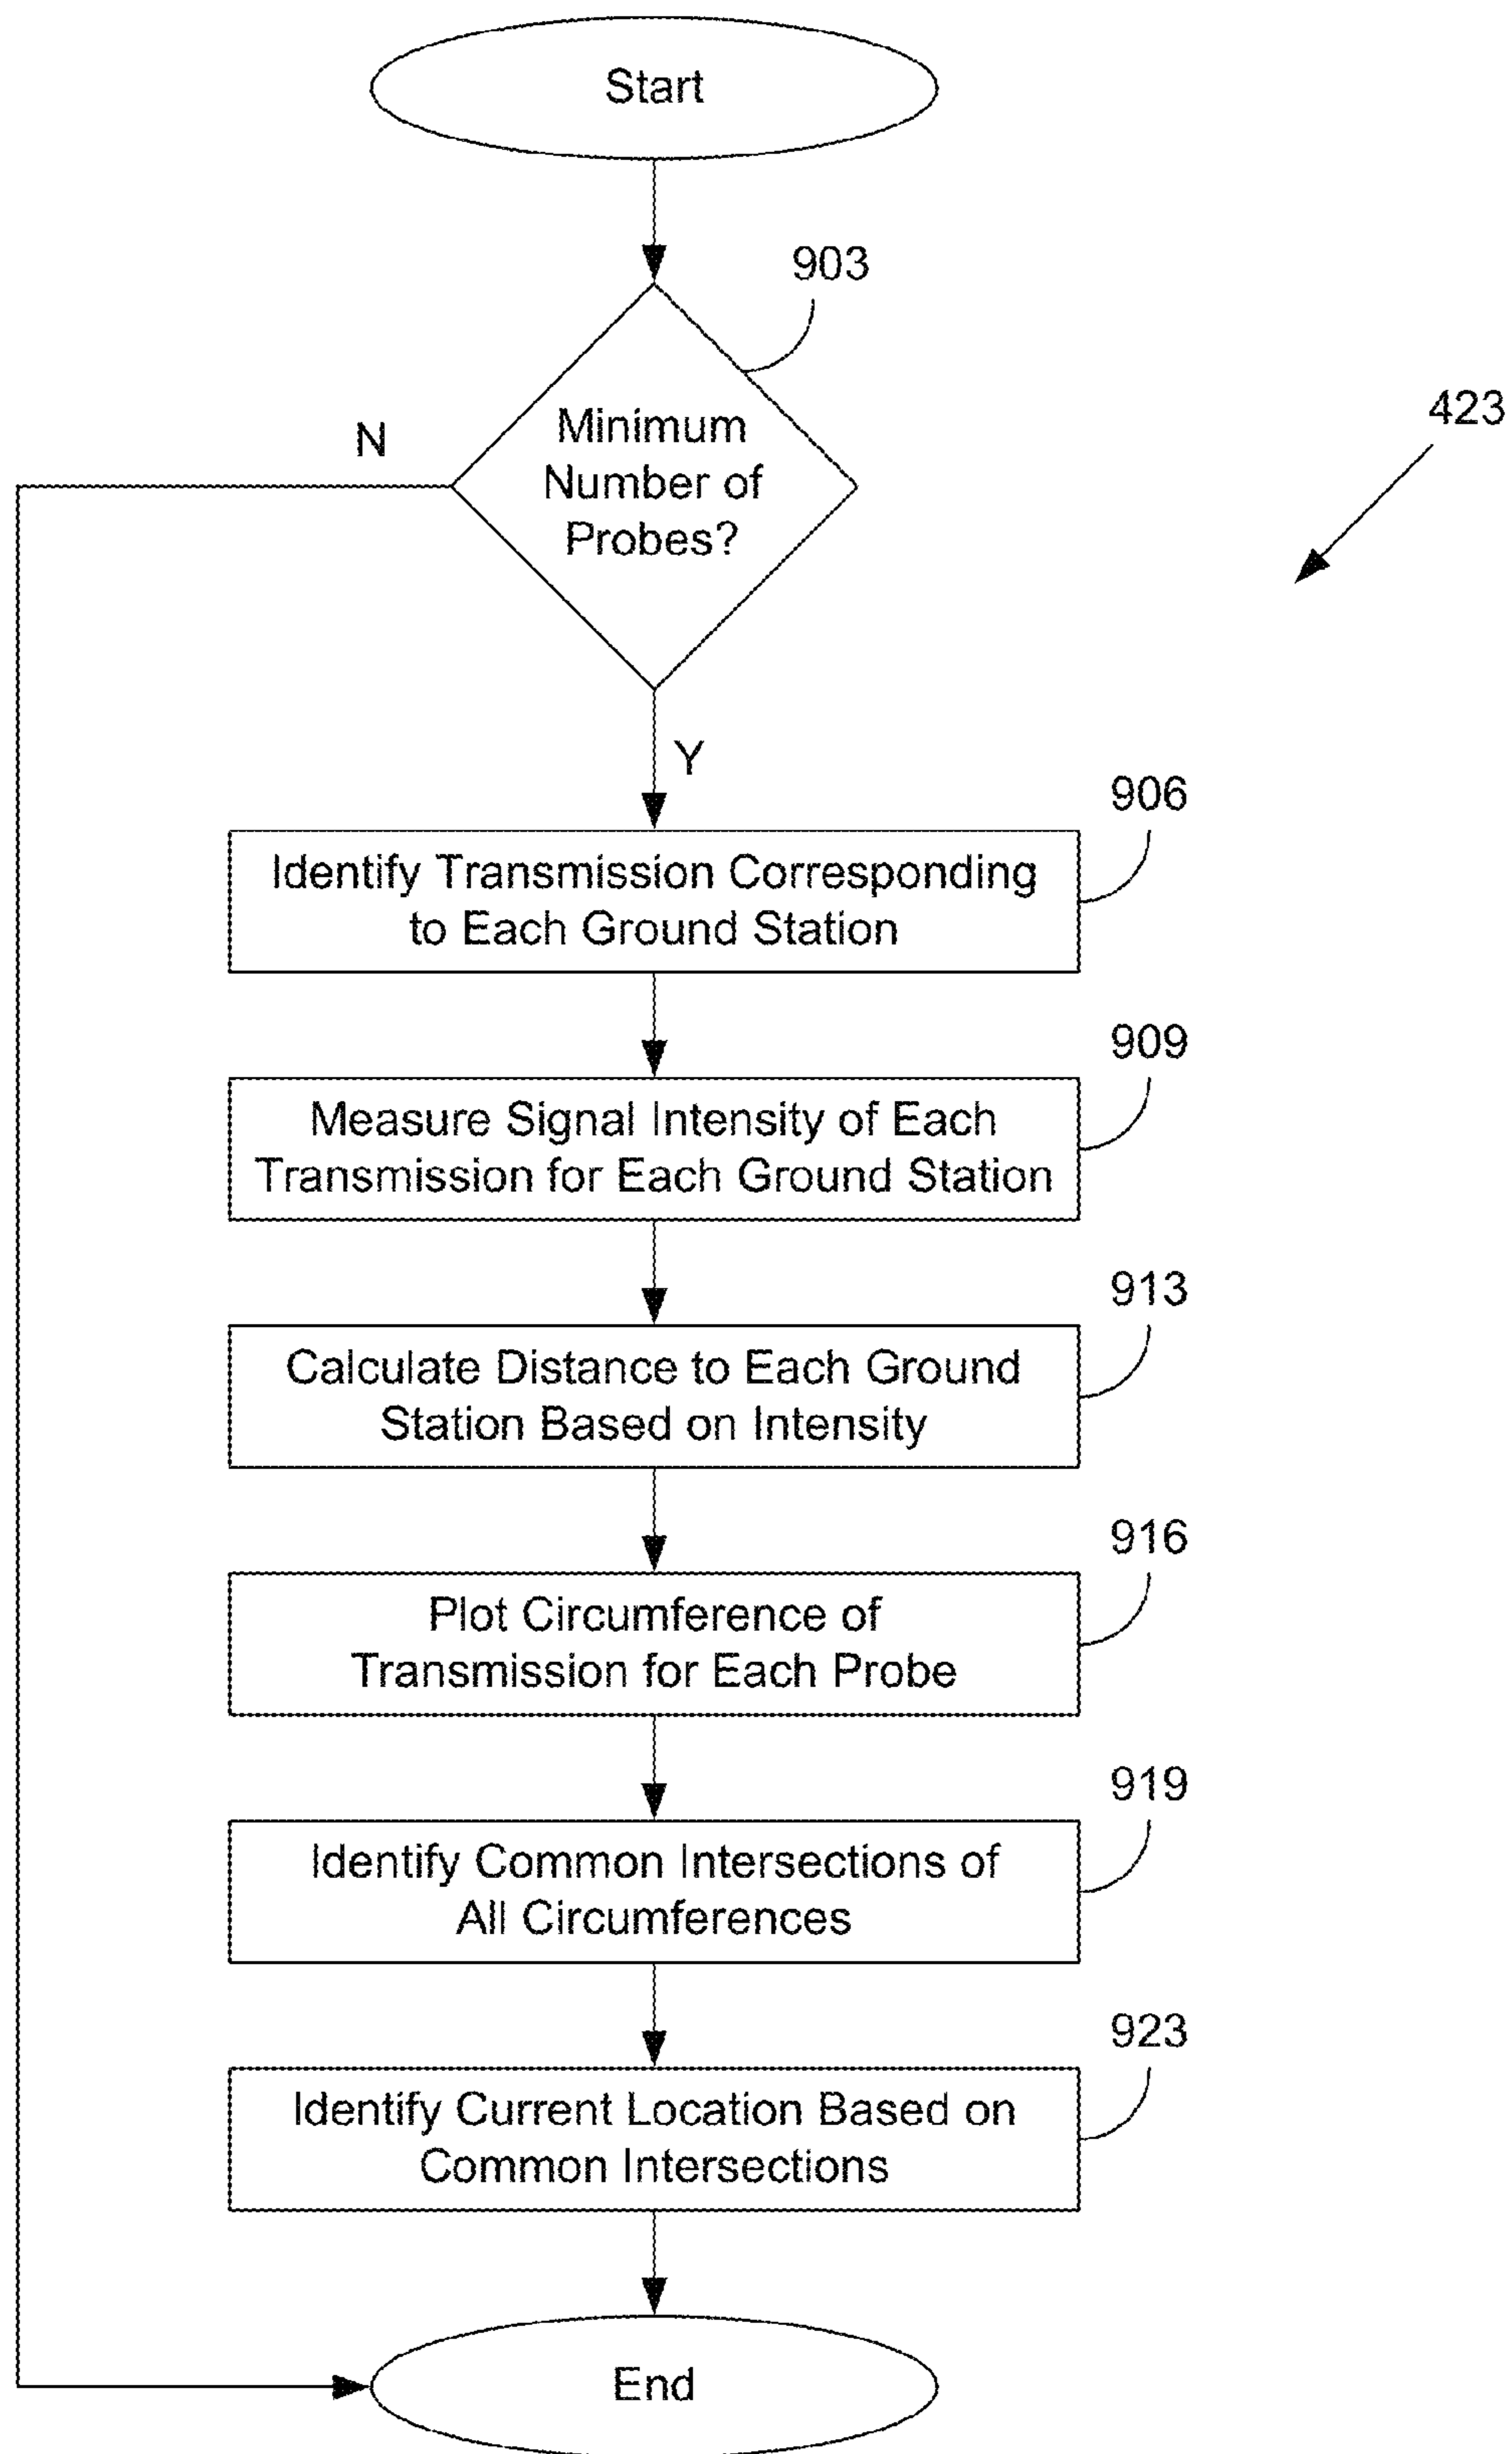 Start
903
Minimum
Number of
Probes?
N
423
Y
906
Identify Transmission Corresponding
to Each Ground Station
909
Measure Signal Intensity of Each
Transmission for Each Ground Station
913
Calculate Distance to Each Ground
Station Based on Intensity
916
Plot Circumference of
Transmission for Each Probe
919
Identify Common Intersections of
All Circumferences
923
Identify Current Location Based on
Common Intersections
End